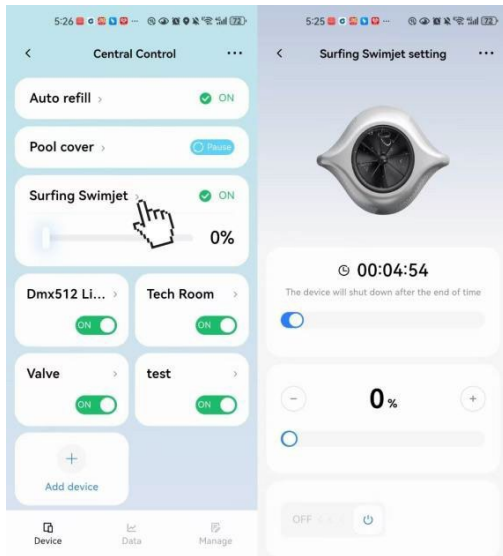 5:26
72
Central Control
Auto refill
ON
Pool cover
Pause
Surfing Swimjet
ON
0%
Dmx512 Li...
Tech Room
ON
ON
Valve
test
ON
ON
Add device
Device
Data
Manage
5:25
72
Surfing Swimjet setting
00:04:54
The device will shut down after the end of time
0 %
OFF